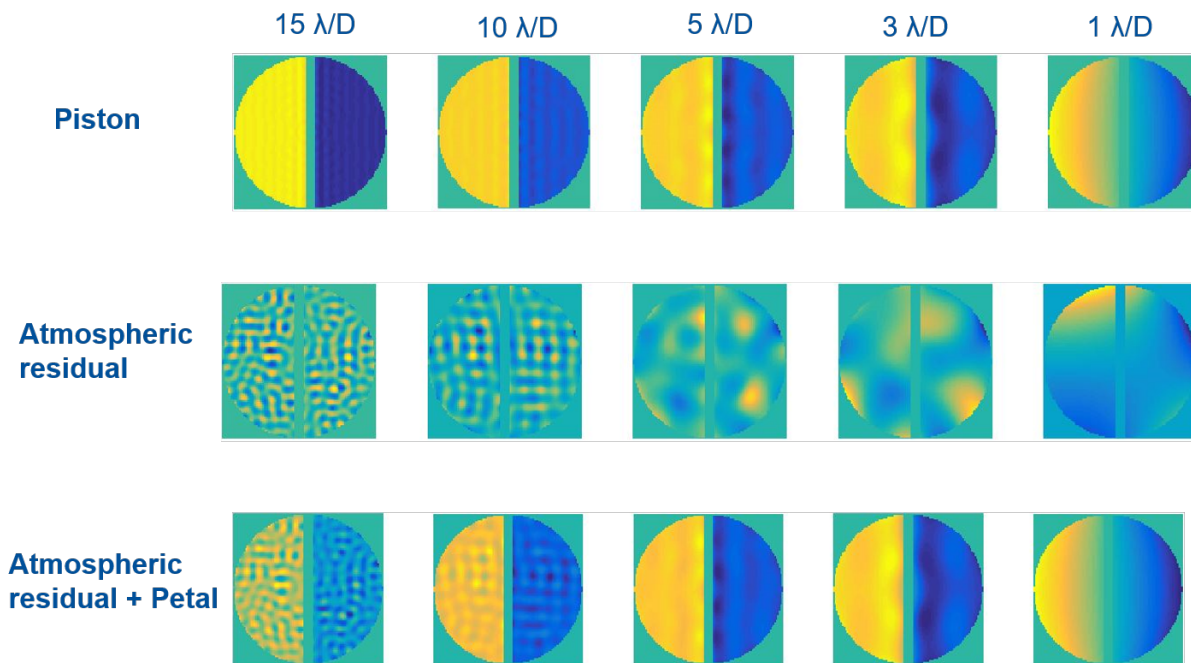 15 λ/D
10 λ/D
5 λ/D
3 λ/D
1 λ/D
Piston
Atmospheric
residual
Atmospheric
residual + Petal